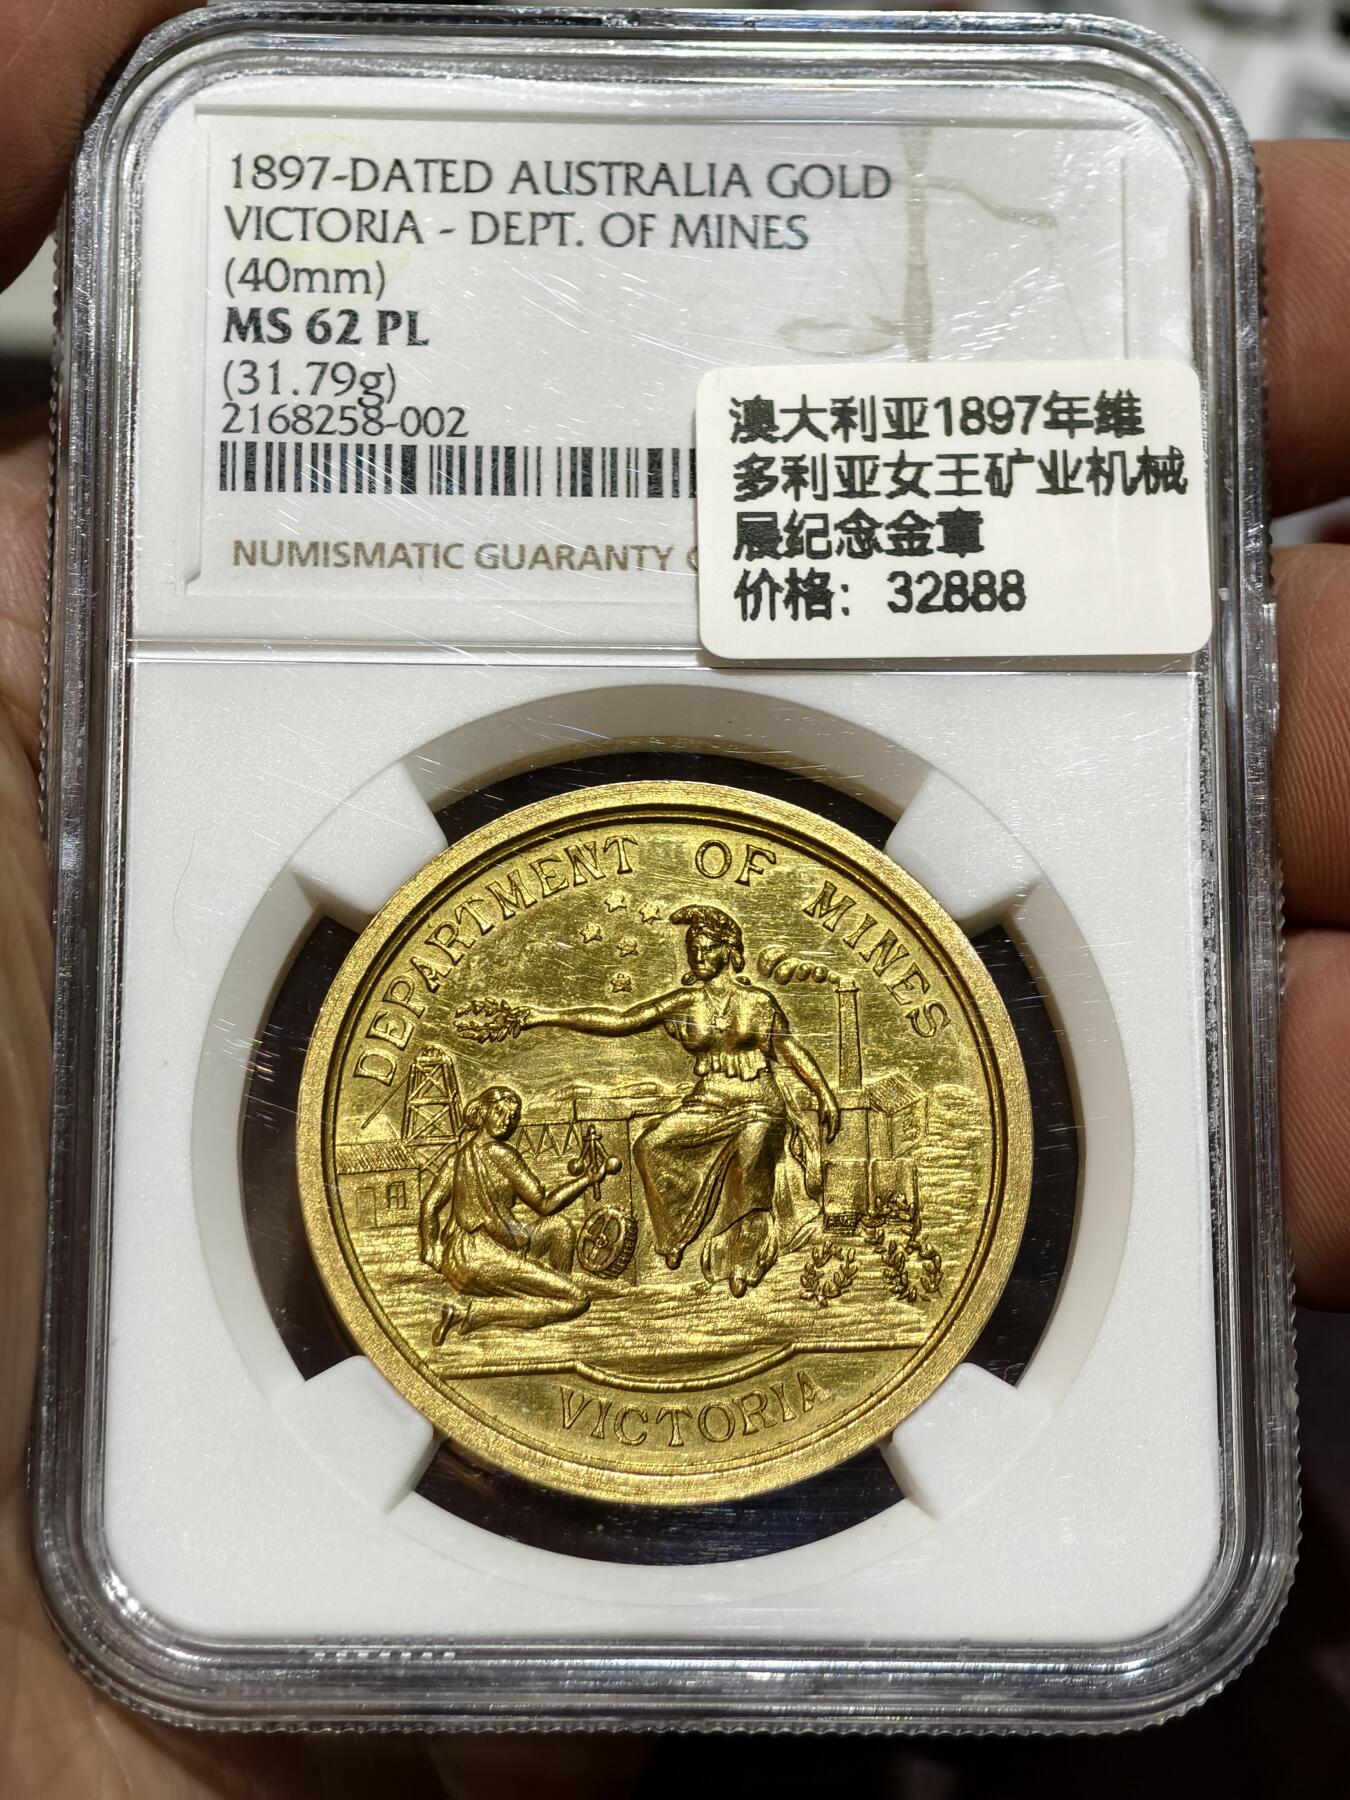 1897-DATED AUSTRALIA GOLD
VICTORIA - DEPT. OF MINES
(40mm)
MS 62 PL
(31.79g)
2168258-002
NUMISMATIC GUARANTY
澳大利亚1897年维
多利亚女王矿业机械
展纪念金章
价格：32888
DEPARTMENT OF MINES
VICTORIA